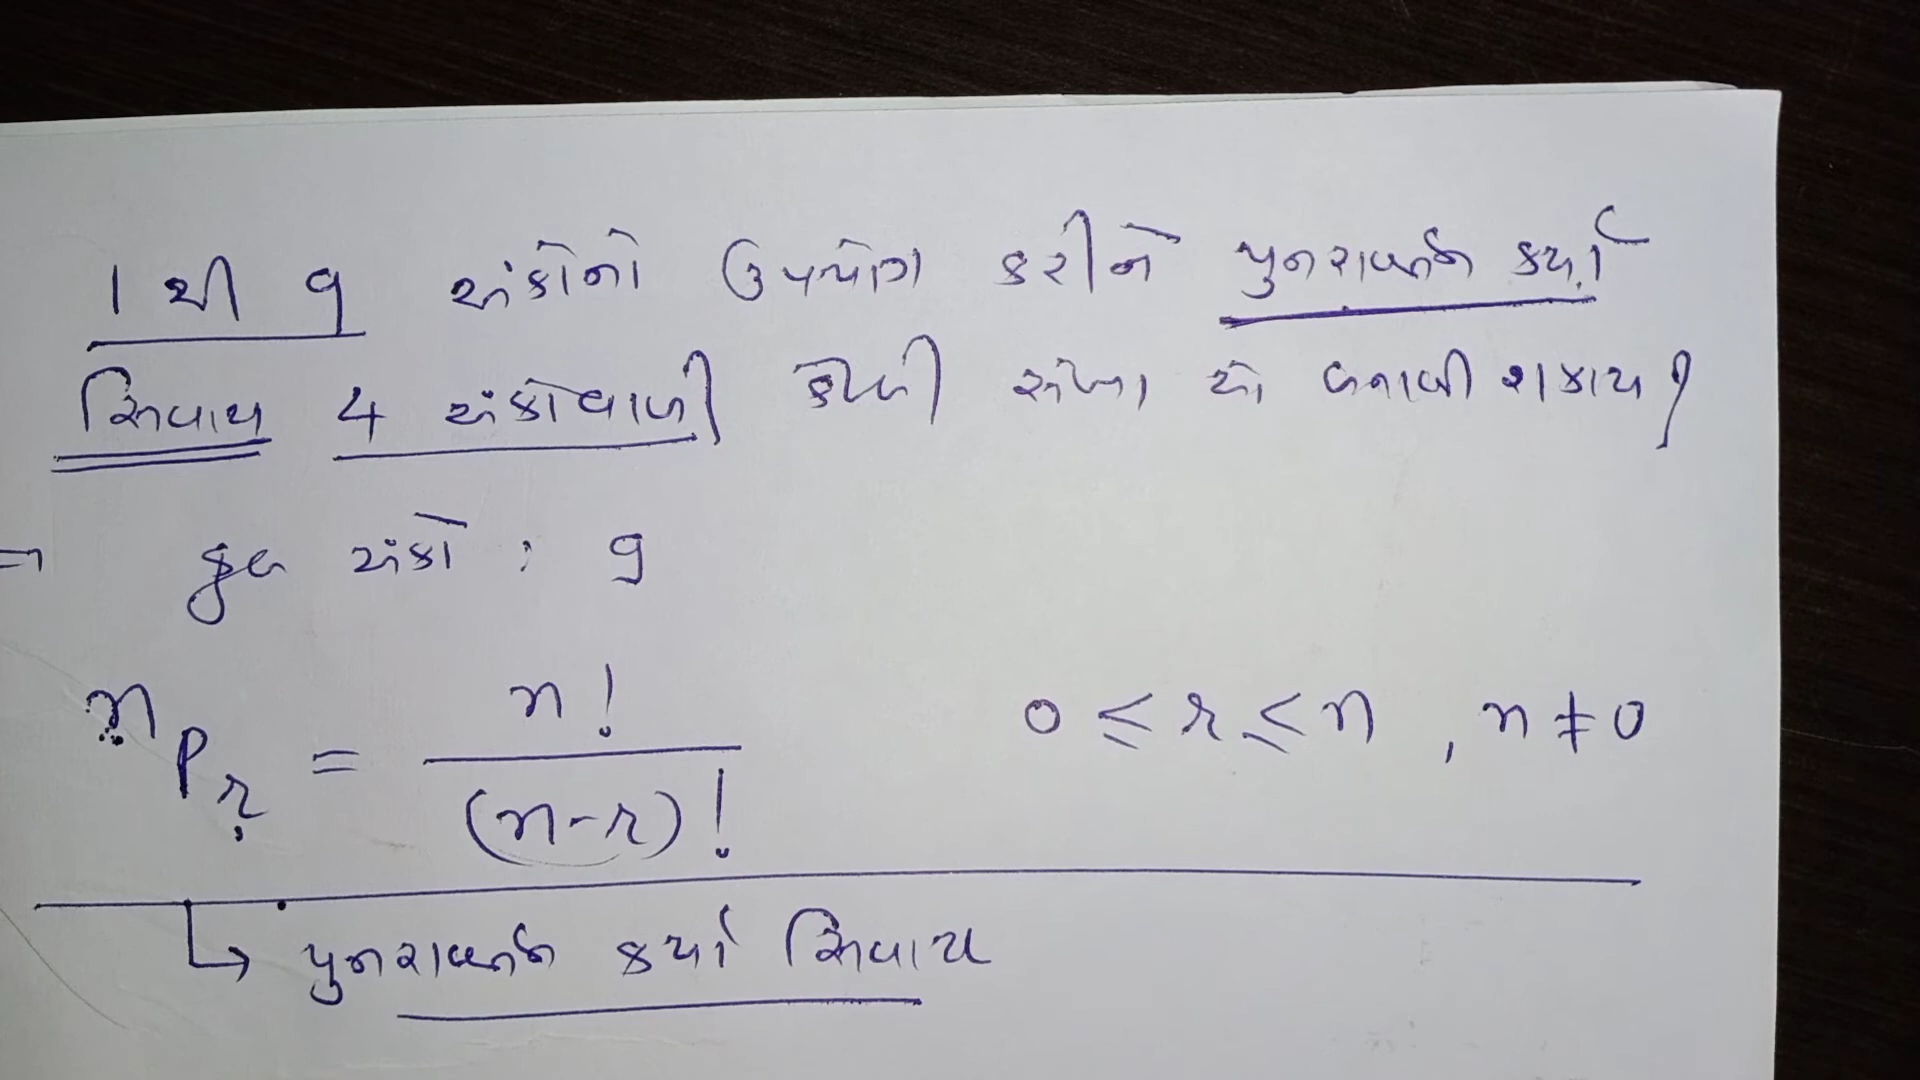 1 થી 9 અંકોનો ઉપયોગ કરીને પુનરાવર્તન કર્યા
સિવાય 4 અંકોવાળી કેટલી સંખ્યા ઓ બનાવી શકાય?
⇒ કુલ અંકો : 9
ⁿPᵣ = n! / (n-r)!   0 ≤ r ≤ n , n ≠ 0
↳ પુનરાવર્તન કર્યા સિવાય